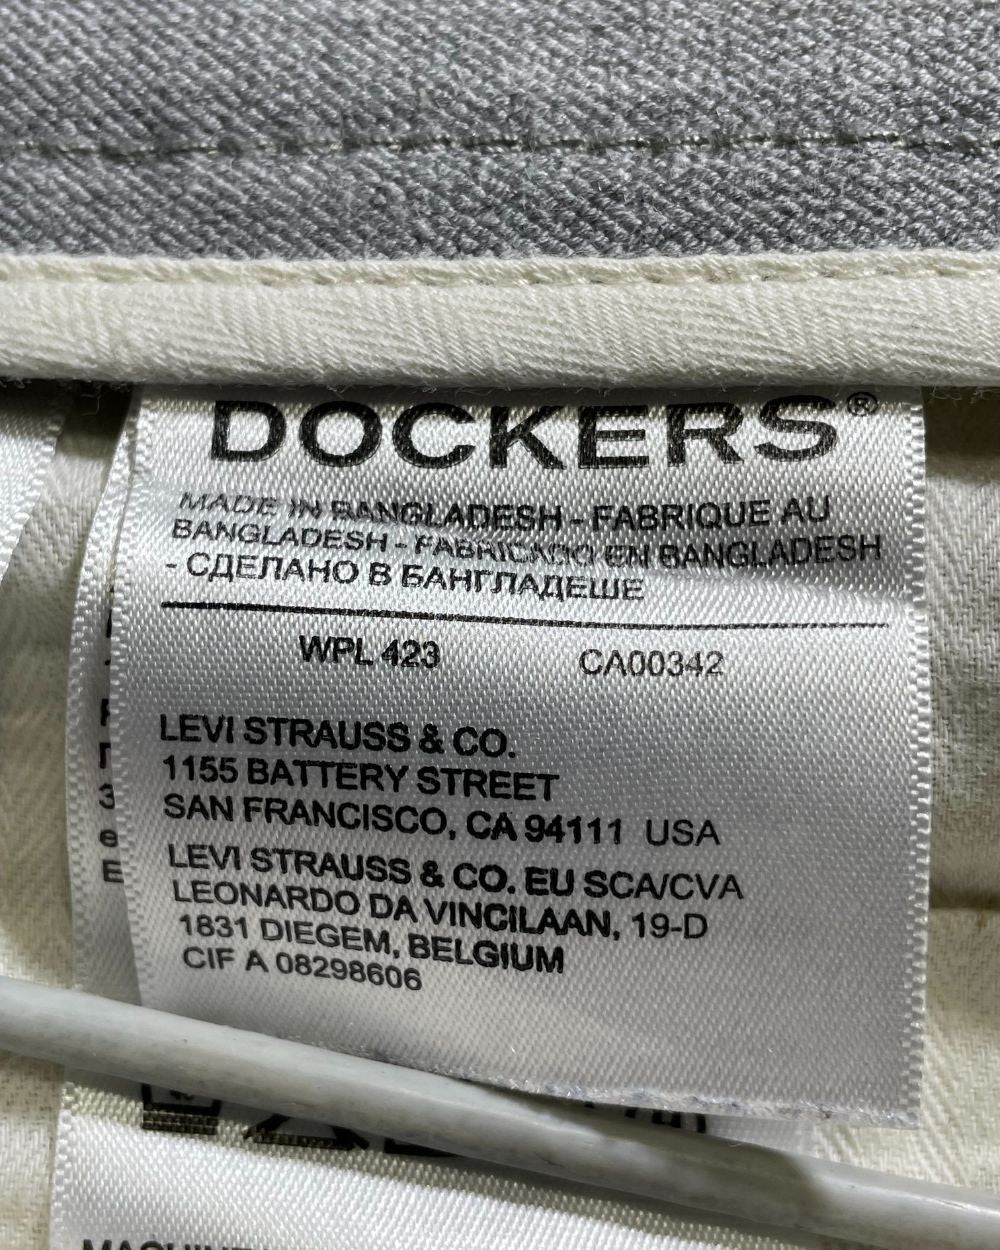 DOCKERS®
MADE IN BANGLADESH - FABRIQUE AU
BANGLADESH - FABRICADO EN BANGLADESH
- СДЕЛАНО В БАНГЛАДЕШЕ
WPL 423 CA00342
LEVI STRAUSS & CO.
1155 BATTERY STREET
SAN FRANCISCO, CA 94111 USA
LEVI STRAUSS & CO. EU SCA/CVA
LEONARDO DA VINCILAAN, 19-D
1831 DIEGEM, BELGIUM
CIF A 08298606